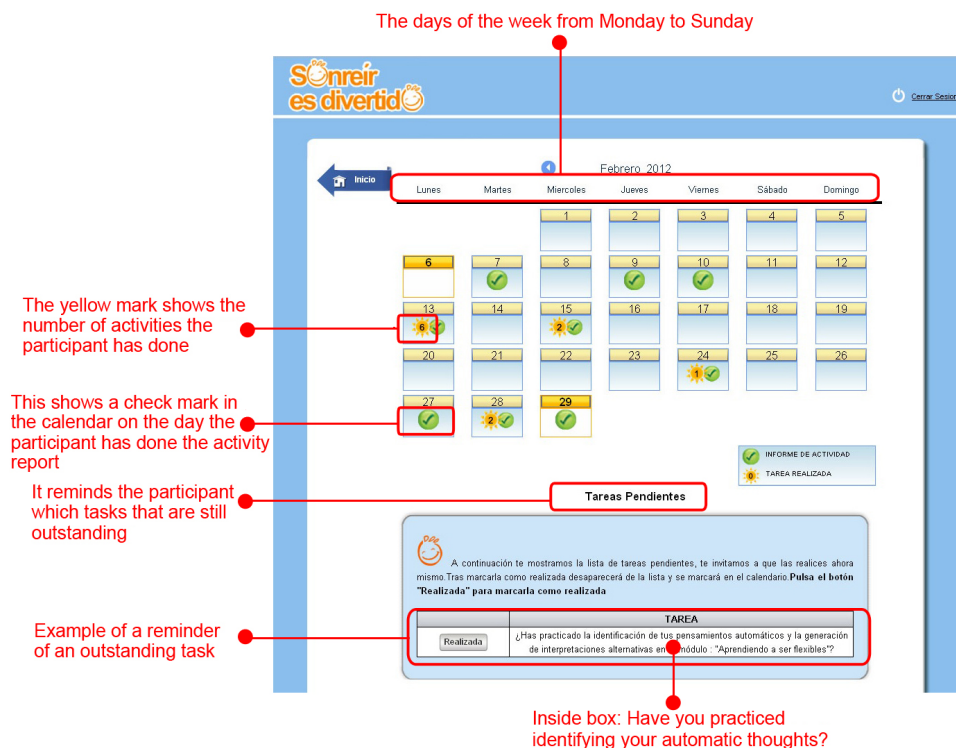 The days of the week from Monday to Sunday
Sonreír
es divertido
Cerrar Sesion
Inicio
Febrero 2012
Lunes Martes Miercoles Jueves Viernes Sábado Domingo
1 2 3 4 5
6 7 8 9 10 11 12
The yellow mark shows the
number of activities the
participant has done
13 14 15 16 17 18 19
6 2
20 21 22 23 24 25 26
1
This shows a check mark in
the calendar on the day the
participant has done the activity
report
27 28 29
2
INFORME DE ACTIVIDAD
0 TAREA REALIZADA
It reminds the participant
which tasks that are still
outstanding
Tareas Pendientes
A continuación te mostramos la lista de tareas pendientes, te invitamos a que las realices ahora
mismo.Tras marcarla como realizada desaparecerá de la lista y se marcará en el calendario.Pulsa el botón
"Realizada" para marcarla como realizada
Example of a reminder
of an outstanding task
TAREA
Realizada
¿Has practicado la identificación de tus pensamientos automáticos y la generación
de interpretaciones alternativas en módulo : "Aprendiendo a ser flexibles"?
Inside box: Have you practiced
identifying your automatic thoughts?